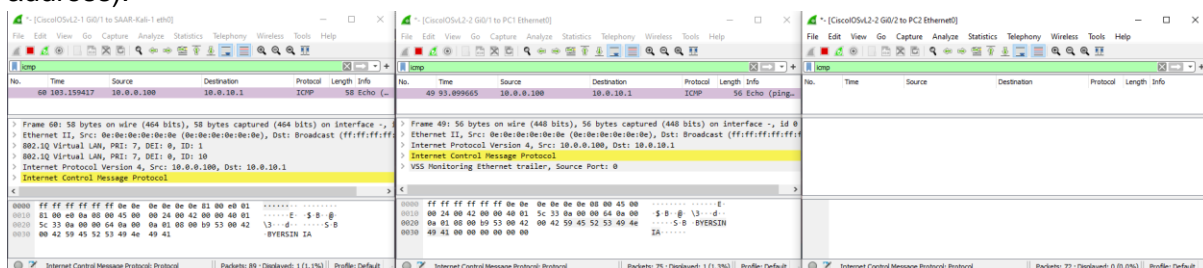 address).
*- [CiscoIOSvL2-1 Gi0/1 to SAAR-Kali-1 eth0]
File Edit View Go Capture Analyze Statistics Telephony Wireless Tools Help
icmp
No. Time Source Destination Protocol Length Info
60 103.159417 10.0.0.100 10.0.10.1 ICMP 58 Echo (…
> Frame 60: 58 bytes on wire (464 bits), 58 bytes captured (464 bits) on interface -, i
> Ethernet II, Src: 0e:0e:0e:0e:0e:0e (0e:0e:0e:0e:0e:0e), Dst: Broadcast (ff:ff:ff:ff:
> 802.1Q Virtual LAN, PRI: 7, DEI: 0, ID: 1
> 802.1Q Virtual LAN, PRI: 7, DEI: 0, ID: 10
> Internet Protocol Version 4, Src: 10.0.0.100, Dst: 10.0.10.1
> Internet Control Message Protocol
0000 ff ff ff ff ff ff 0e 0e 0e 0e 0e 0e 81 00 e0 01 ········ ········
0010 81 00 e0 0a 08 00 45 00 00 24 00 42 00 00 40 01 ······E· ·$·B··@·
0020 5c 33 0a 00 00 64 0a 00 0a 01 08 00 b9 53 00 42 \3···d·· ·····S·B
0030 00 42 59 45 52 53 49 4e 49 41 ·BYERSIN IA
Internet Control Message Protocol: Protocol Packets: 89 · Displayed: 1 (1.1%) Profile: Default
*- [CiscoIOSvL2-2 Gi0/1 to PC1 Ethernet0]
File Edit View Go Capture Analyze Statistics Telephony Wireless Tools Help
icmp
No. Time Source Destination Protocol Length Info
49 93.099665 10.0.0.100 10.0.10.1 ICMP 56 Echo (ping…
> Frame 49: 56 bytes on wire (448 bits), 56 bytes captured (448 bits) on interface -, id 0
> Ethernet II, Src: 0e:0e:0e:0e:0e:0e (0e:0e:0e:0e:0e:0e), Dst: Broadcast (ff:ff:ff:ff:ff:f
> Internet Protocol Version 4, Src: 10.0.0.100, Dst: 10.0.10.1
> Internet Control Message Protocol
> VSS Monitoring Ethernet trailer, Source Port: 0
0000 ff ff ff ff ff ff 0e 0e 0e 0e 0e 0e 08 00 45 00 ········ ······E·
0010 00 24 00 42 00 00 40 01 5c 33 0a 00 00 64 0a 00 ·$·B··@· \3···d··
0020 0a 01 08 00 b9 53 00 42 00 42 59 45 52 53 49 4e ·····S·B ·BYERSIN
0030 49 41 00 00 00 00 00 00 IA······
Internet Control Message Protocol: Protocol Packets: 75 · Displayed: 1 (1.3%) Profile: Default
*- [CiscoIOSvL2-2 Gi0/2 to PC2 Ethernet0]
File Edit View Go Capture Analyze Statistics Telephony Wireless Tools Help
icmp
No. Time Source Destination Protocol Length Info
Packets: 72 · Displayed: 0 (0.0%) Profile: Default